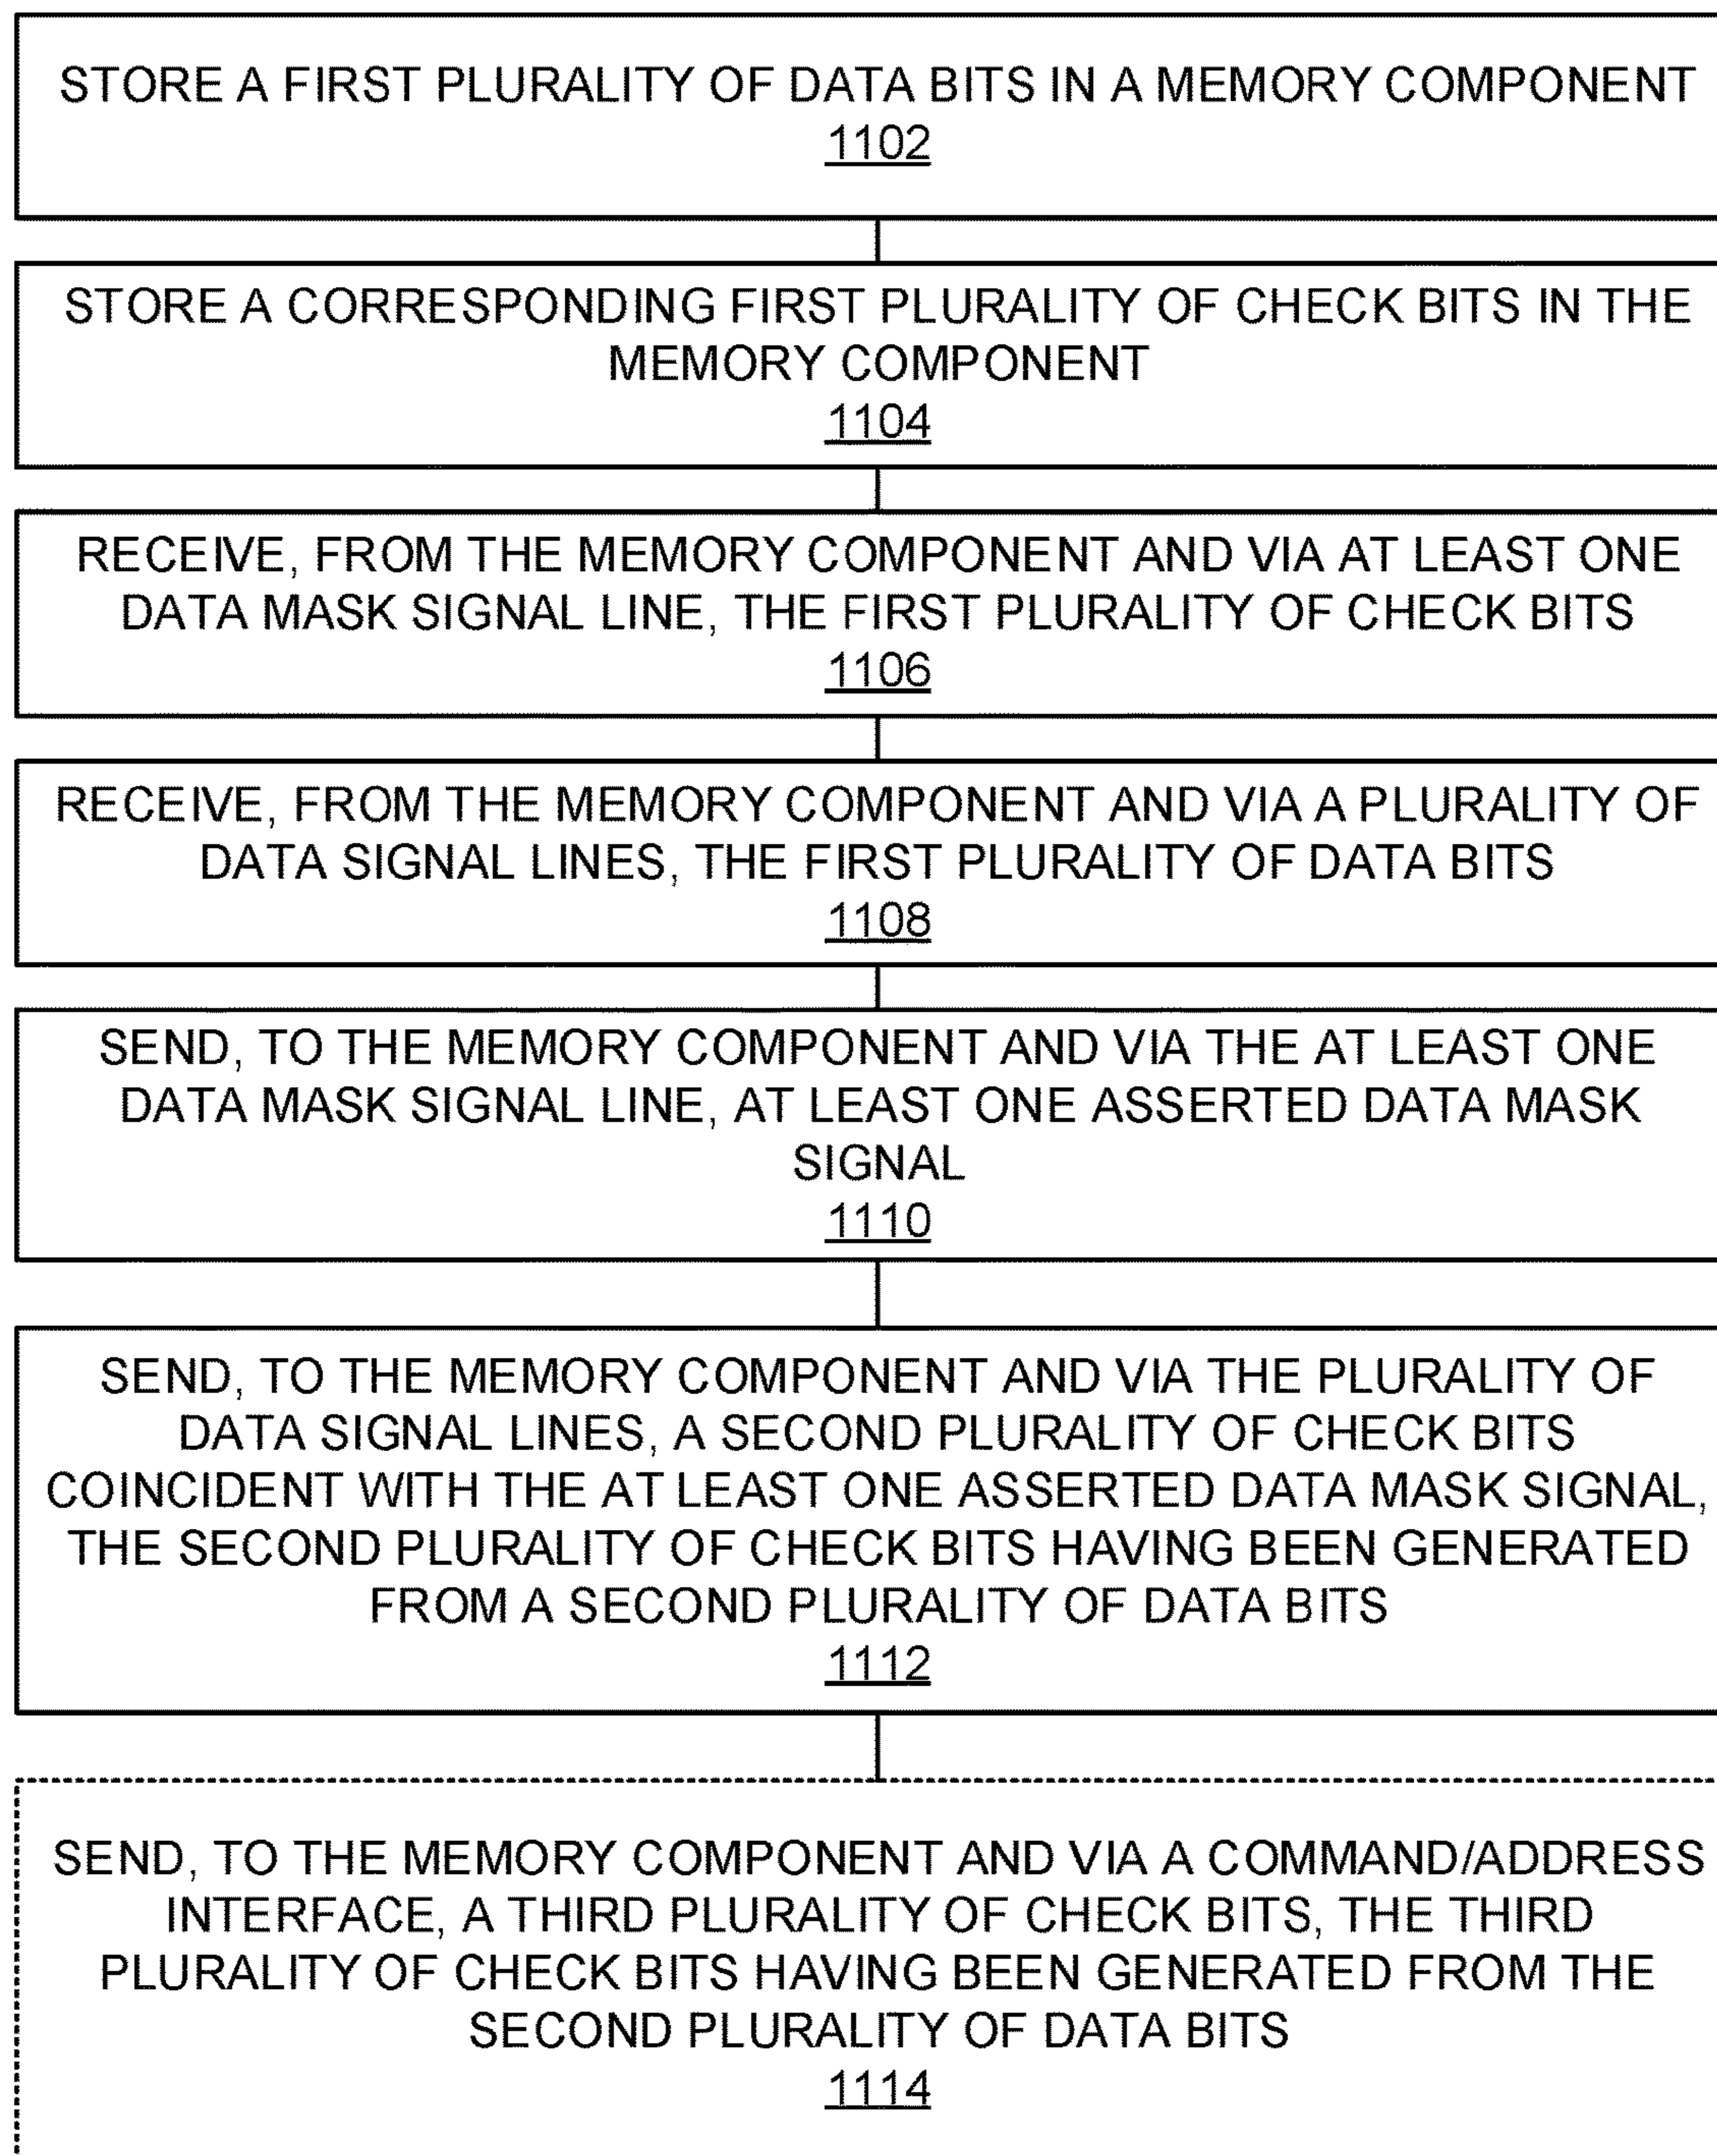 STORE A FIRST PLURALITY OF DATA BITS IN A MEMORY COMPONENT
1102
STORE A CORRESPONDING FIRST PLURALITY OF CHECK BITS IN THE
MEMORY COMPONENT
1104
RECEIVE, FROM THE MEMORY COMPONENT AND VIA AT LEAST ONE
DATA MASK SIGNAL LINE, THE FIRST PLURALITY OF CHECK BITS
1106
RECEIVE, FROM THE MEMORY COMPONENT AND VIA A PLURALITY OF
DATA SIGNAL LINES, THE FIRST PLURALITY OF DATA BITS
1108
SEND, TO THE MEMORY COMPONENT AND VIA THE AT LEAST ONE
DATA MASK SIGNAL LINE, AT LEAST ONE ASSERTED DATA MASK
SIGNAL
1110
SEND, TO THE MEMORY COMPONENT AND VIA THE PLURALITY OF
DATA SIGNAL LINES, A SECOND PLURALITY OF CHECK BITS
COINCIDENT WITH THE AT LEAST ONE ASSERTED DATA MASK SIGNAL,
THE SECOND PLURALITY OF CHECK BITS HAVING BEEN GENERATED
FROM A SECOND PLURALITY OF DATA BITS
1112
SEND, TO THE MEMORY COMPONENT AND VIA A COMMAND/ADDRESS
INTERFACE, A THIRD PLURALITY OF CHECK BITS, THE THIRD
PLURALITY OF CHECK BITS HAVING BEEN GENERATED FROM THE
SECOND PLURALITY OF DATA BITS
1114